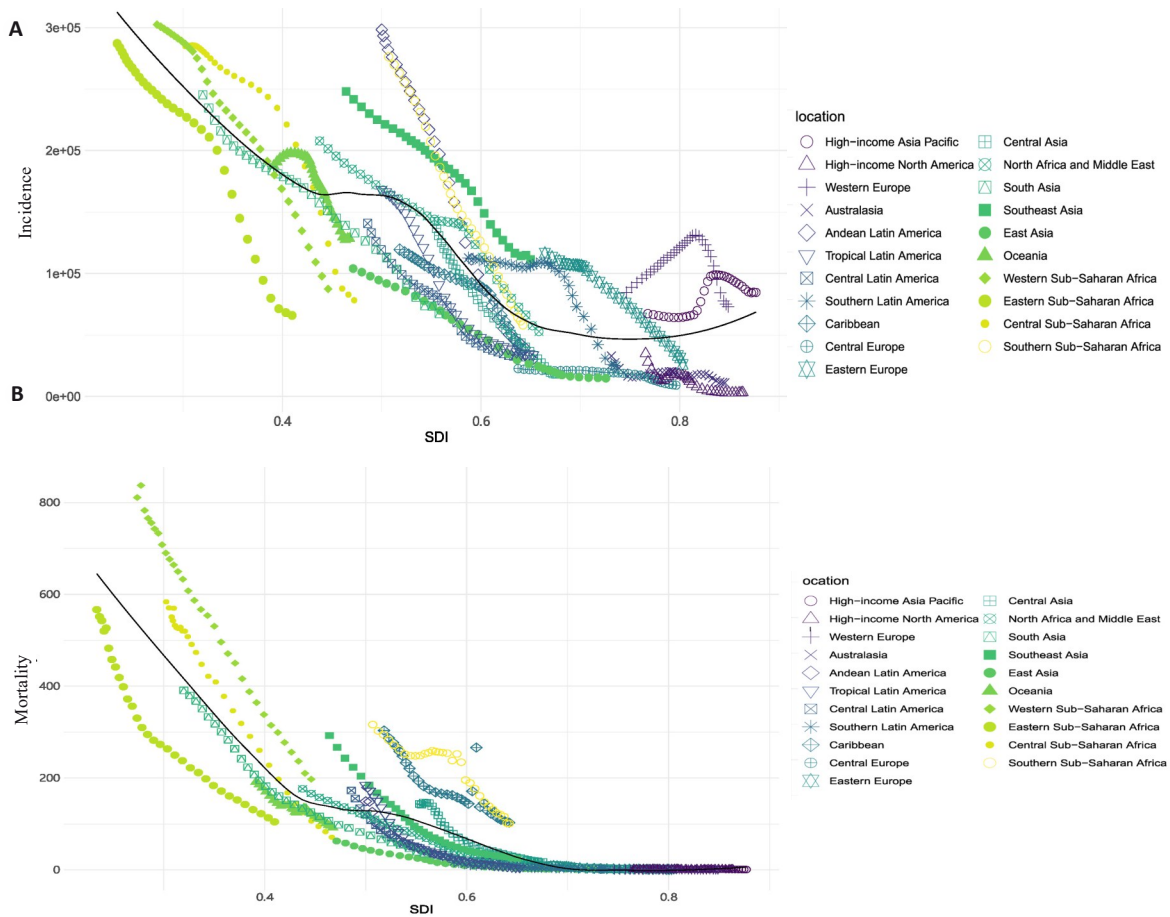 A
3e+05
2e+05
1e+05
0e+00
Incidence
0.4
0.6
0.8
SDI
location
High−income Asia Pacific
High−income North America
Western Europe
Australasia
Andean Latin America
Tropical Latin America
Central Latin America
Southern Latin America
Caribbean
Central Europe
Eastern Europe
Central Asia
North Africa and Middle East
South Asia
Southeast Asia
East Asia
Oceania
Western Sub−Saharan Africa
Eastern Sub−Saharan Africa
Central Sub−Saharan Africa
Southern Sub−Saharan Africa
B
800
600
400
200
0
Mortality
0.4
0.6
0.8
SDI
ocation
High−income Asia Pacific
High−income North America
Western Europe
Australasia
Andean Latin America
Tropical Latin America
Central Latin America
Southern Latin America
Caribbean
Central Europe
Eastern Europe
Central Asia
North Africa and Middle East
South Asia
Southeast Asia
East Asia
Oceania
Western Sub−Saharan Africa
Eastern Sub−Saharan Africa
Central Sub−Saharan Africa
Southern Sub−Saharan Africa